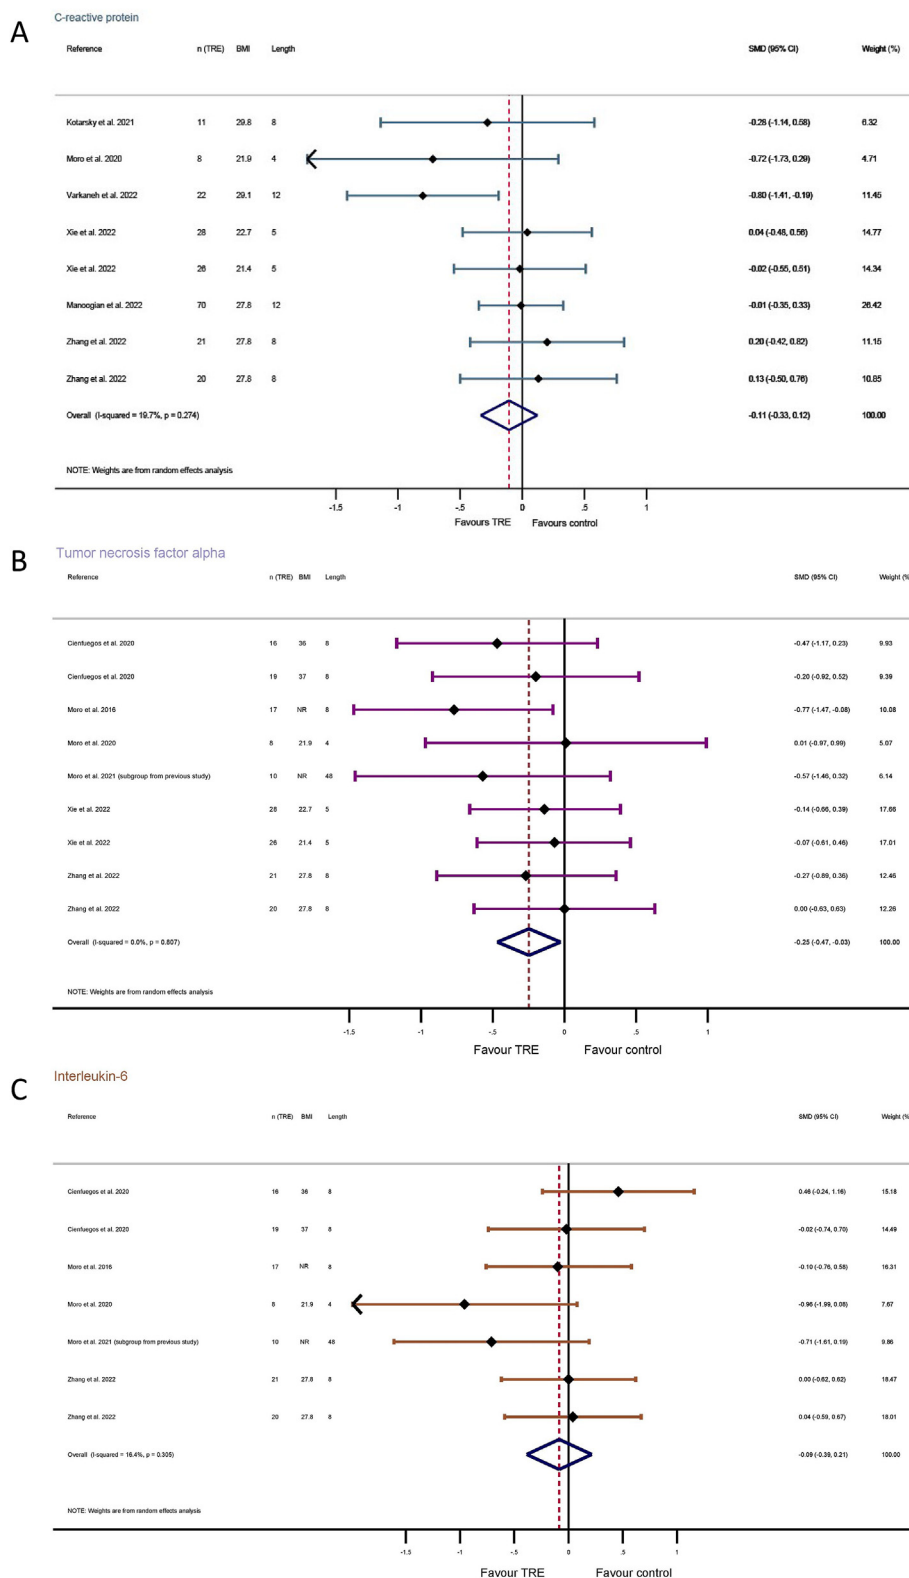 A
C-reactive protein
Reference n (TRE) BMI Length SMD (95% CI) Weight (%)
Kotarsky et al. 2021 11 29.8 8 -0.28 (-1.14, 0.58) 6.32
Moro et al. 2020 8 21.9 4 -0.72 (-1.73, 0.29) 4.71
Varkaneh et al. 2022 22 29.1 12 -0.80 (-1.41, -0.19) 11.45
Xie et al. 2022 28 22.7 5 0.04 (-0.48, 0.56) 14.77
Xie et al. 2022 26 21.4 5 -0.02 (-0.55, 0.51) 14.34
Manoogian et al. 2022 70 27.8 12 -0.01 (-0.35, 0.33) 26.42
Zhang et al. 2022 21 27.8 8 0.20 (-0.42, 0.82) 11.15
Zhang et al. 2022 20 27.8 8 0.13 (-0.50, 0.76) 10.85
Overall (I-squared = 19.7%, p = 0.274) -0.11 (-0.33, 0.12) 100.00
NOTE: Weights are from random effects analysis
-1.5 -1 -.5 0 .5 1
Favours TRE Favours control
B
Tumor necrosis factor alpha
Reference n (TRE) BMI Length SMD (95% CI) Weight (%
Cienfuegos et al. 2020 16 36 8 -0.47 (-1.17, 0.23) 9.93
Cienfuegos et al. 2020 19 37 8 -0.20 (-0.92, 0.52) 9.39
Moro et al. 2016 17 NR 8 -0.77 (-1.47, -0.08) 10.08
Moro et al. 2020 8 21.9 4 0.01 (-0.97, 0.99) 5.07
Moro et al. 2021 (subgroup from previous study) 10 NR 48 -0.57 (-1.46, 0.32) 6.14
Xie et al. 2022 28 22.7 5 -0.14 (-0.66, 0.39) 17.66
Xie et al. 2022 26 21.4 5 -0.07 (-0.61, 0.46) 17.01
Zhang et al. 2022 21 27.8 8 -0.27 (-0.89, 0.36) 12.46
Zhang et al. 2022 20 27.8 8 0.00 (-0.63, 0.63) 12.26
Overall (I-squared = 0.0%, p = 0.807) -0.25 (-0.47, -0.03) 100.00
NOTE: Weights are from random effects analysis
-1.5 -1 -.5 0 .5 1
Favour TRE Favour control
C
Interleukin-6
Reference n (TRE) BMI Length SMD (95% CI) Weight (%
Cienfuegos et al. 2020 16 36 8 0.46 (-0.24, 1.16) 15.18
Cienfuegos et al. 2020 19 37 8 -0.02 (-0.74, 0.70) 14.49
Moro et al. 2016 17 NR 8 -0.10 (-0.76, 0.58) 16.31
Moro et al. 2020 8 21.9 4 -0.96 (-1.99, 0.08) 7.67
Moro et al. 2021 (subgroup from previous study) 10 NR 48 -0.71 (-1.61, 0.19) 9.86
Zhang et al. 2022 21 27.8 8 0.00 (-0.62, 0.62) 18.47
Zhang et al. 2022 20 27.8 8 0.04 (-0.59, 0.67) 18.01
Overall (I-squared = 16.4%, p = 0.305) -0.09 (-0.39, 0.21) 100.00
NOTE: Weights are from random effects analysis
-1.5 -1 -.5 0 .5 1
Favour TRE Favour control